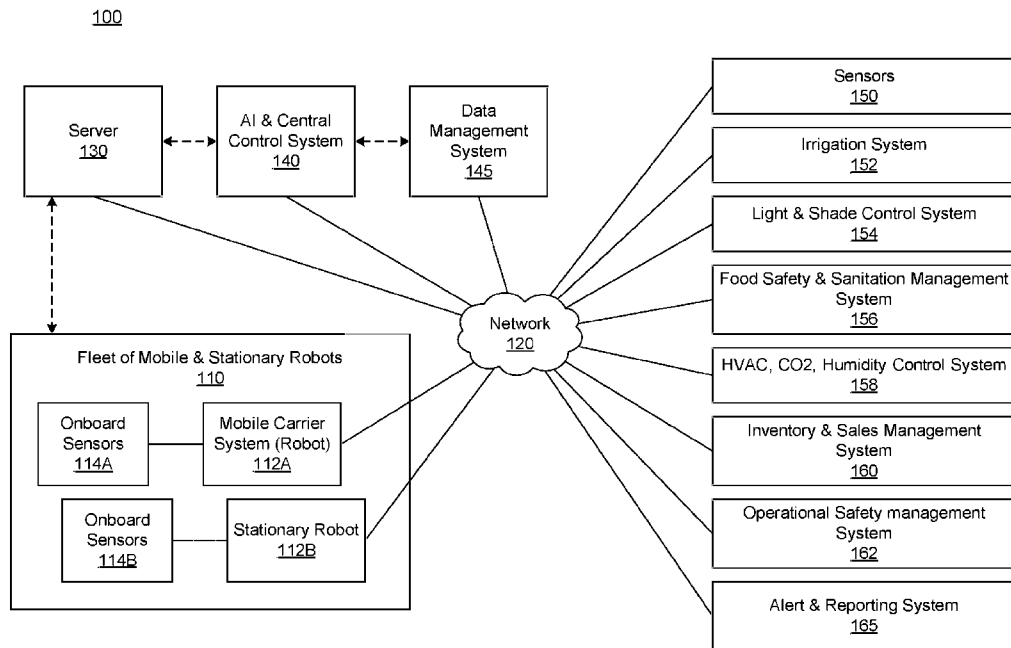 100
Server
130
AI & Central
Control System
140
Data
Management
System
145
Fleet of Mobile & Stationary Robots
110
Onboard
Sensors
114A
Mobile Carrier
System (Robot)
112A
Onboard
Sensors
114B
Stationary Robot
112B
Network
120
Sensors
150
Irrigation System
152
Light & Shade Control System
154
Food Safety & Sanitation Management
System
156
HVAC, CO2, Humidity Control System
158
Inventory & Sales Management
System
160
Operational Safety management
System
162
Alert & Reporting System
165